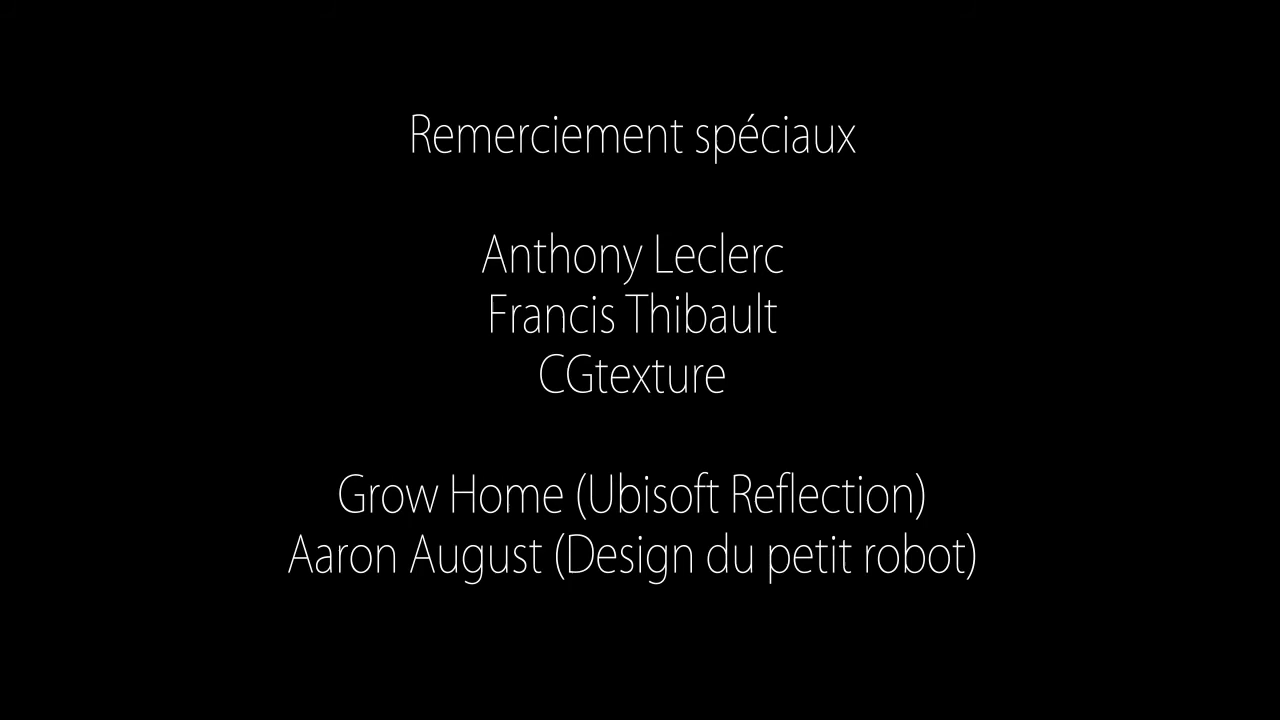 Remerciement spéciaux
Anthony Leclerc
Francis Thibault
CGtexture
Grow Home (Ubisoft Reflection)
Aaron August (Design du petit robot)